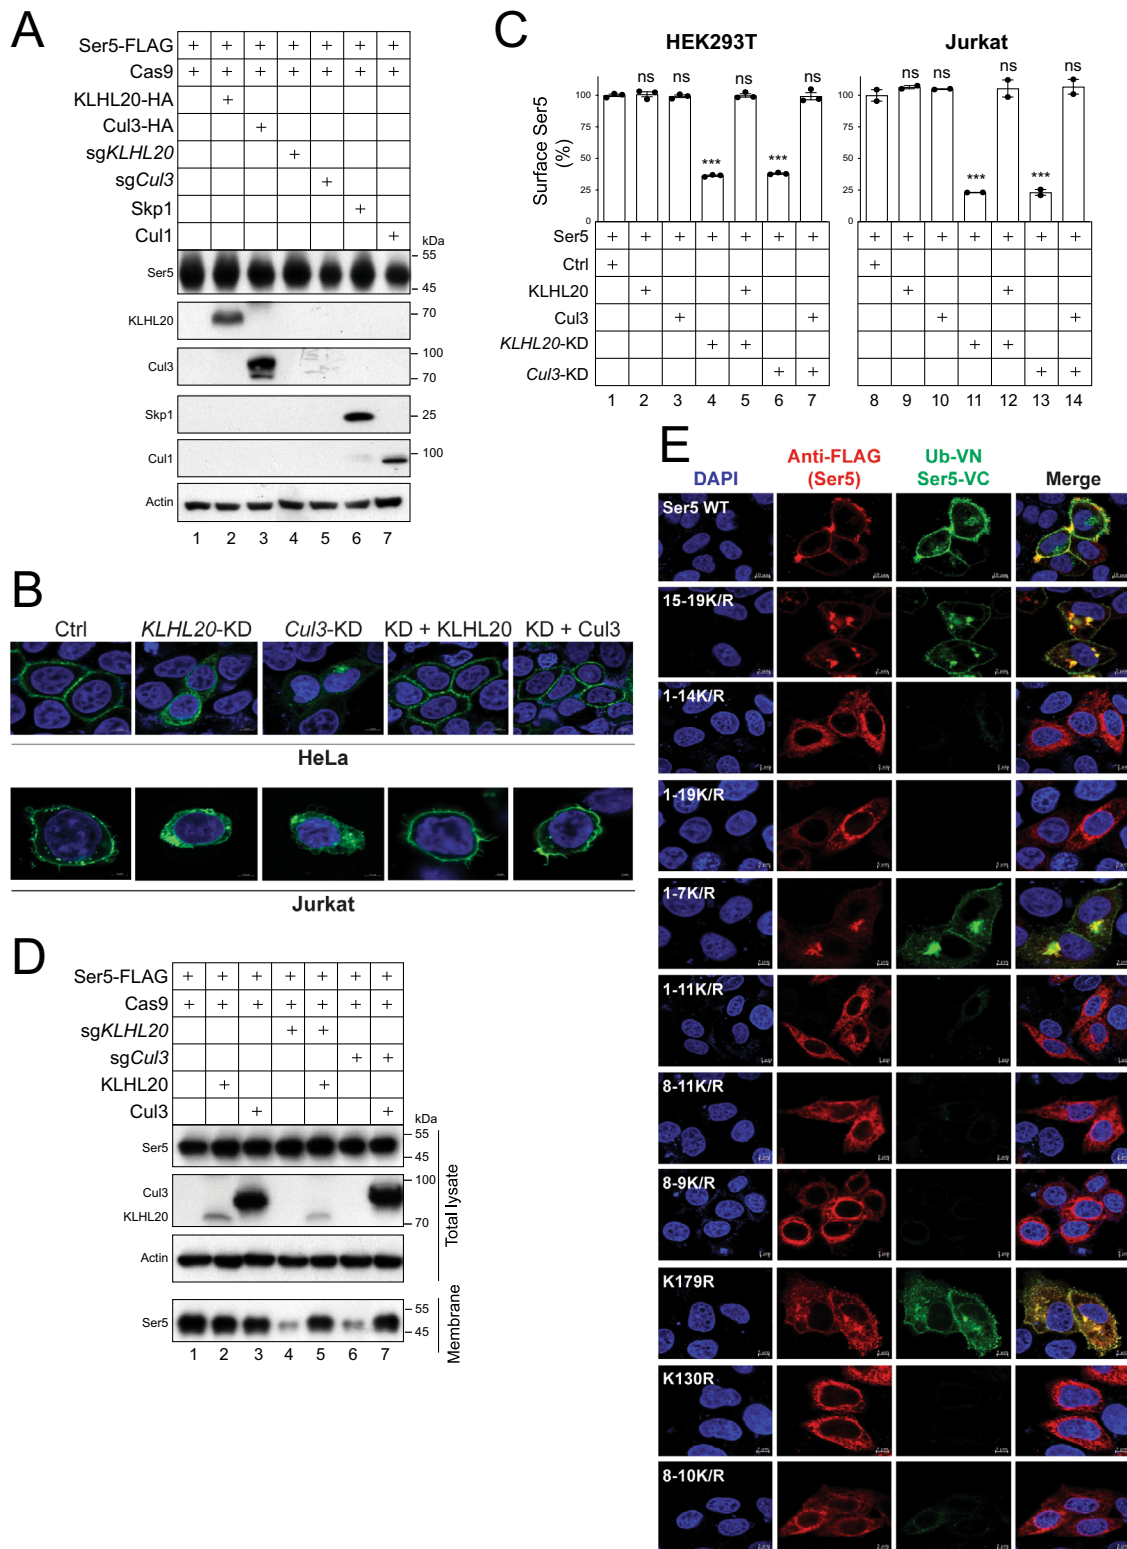 A
Ser5-FLAG + + + + + + +
Cas9 + + + + + + +
KLHL20-HA +
Cul3-HA +
sgKLHL20 +
sgCul3 +
Skp1 +
Cul1 +
kDa
Ser5
55
45
KLHL20
70
Cul3
100
70
Skp1
25
Cul1
100
Actin
1 2 3 4 5 6 7
B
Ctrl KLHL20-KD Cul3-KD KD + KLHL20 KD + Cul3
HeLa
Jurkat
C
HEK293T
Jurkat
Surface Ser5
(%)
100
75
50
25
0
ns ns *** ns *** ns
100
75
50
25
0
ns ns *** ns *** ns
Ser5 + + + + + + + + + + + + + +
Ctrl + +
KLHL20 + + + +
Cul3 + + + +
KLHL20-KD + + + +
Cul3-KD + + + +
1 2 3 4 5 6 7 8 9 10 11 12 13 14
D
Ser5-FLAG + + + + + + +
Cas9 + + + + + + +
sgKLHL20 + +
sgCul3 + +
KLHL20 + +
Cul3 + +
kDa
Ser5
55
45
Cul3
KLHL20
100
70
Actin
Total lysate
Ser5
55
45
Membrane
1 2 3 4 5 6 7
E
DAPI
Anti-FLAG
(Ser5)
Ub-VN
Ser5-VC
Merge
Ser5 WT
15-19K/R
1-14K/R
1-19K/R
1-7K/R
1-11K/R
8-11K/R
8-9K/R
K179R
K130R
8-10K/R